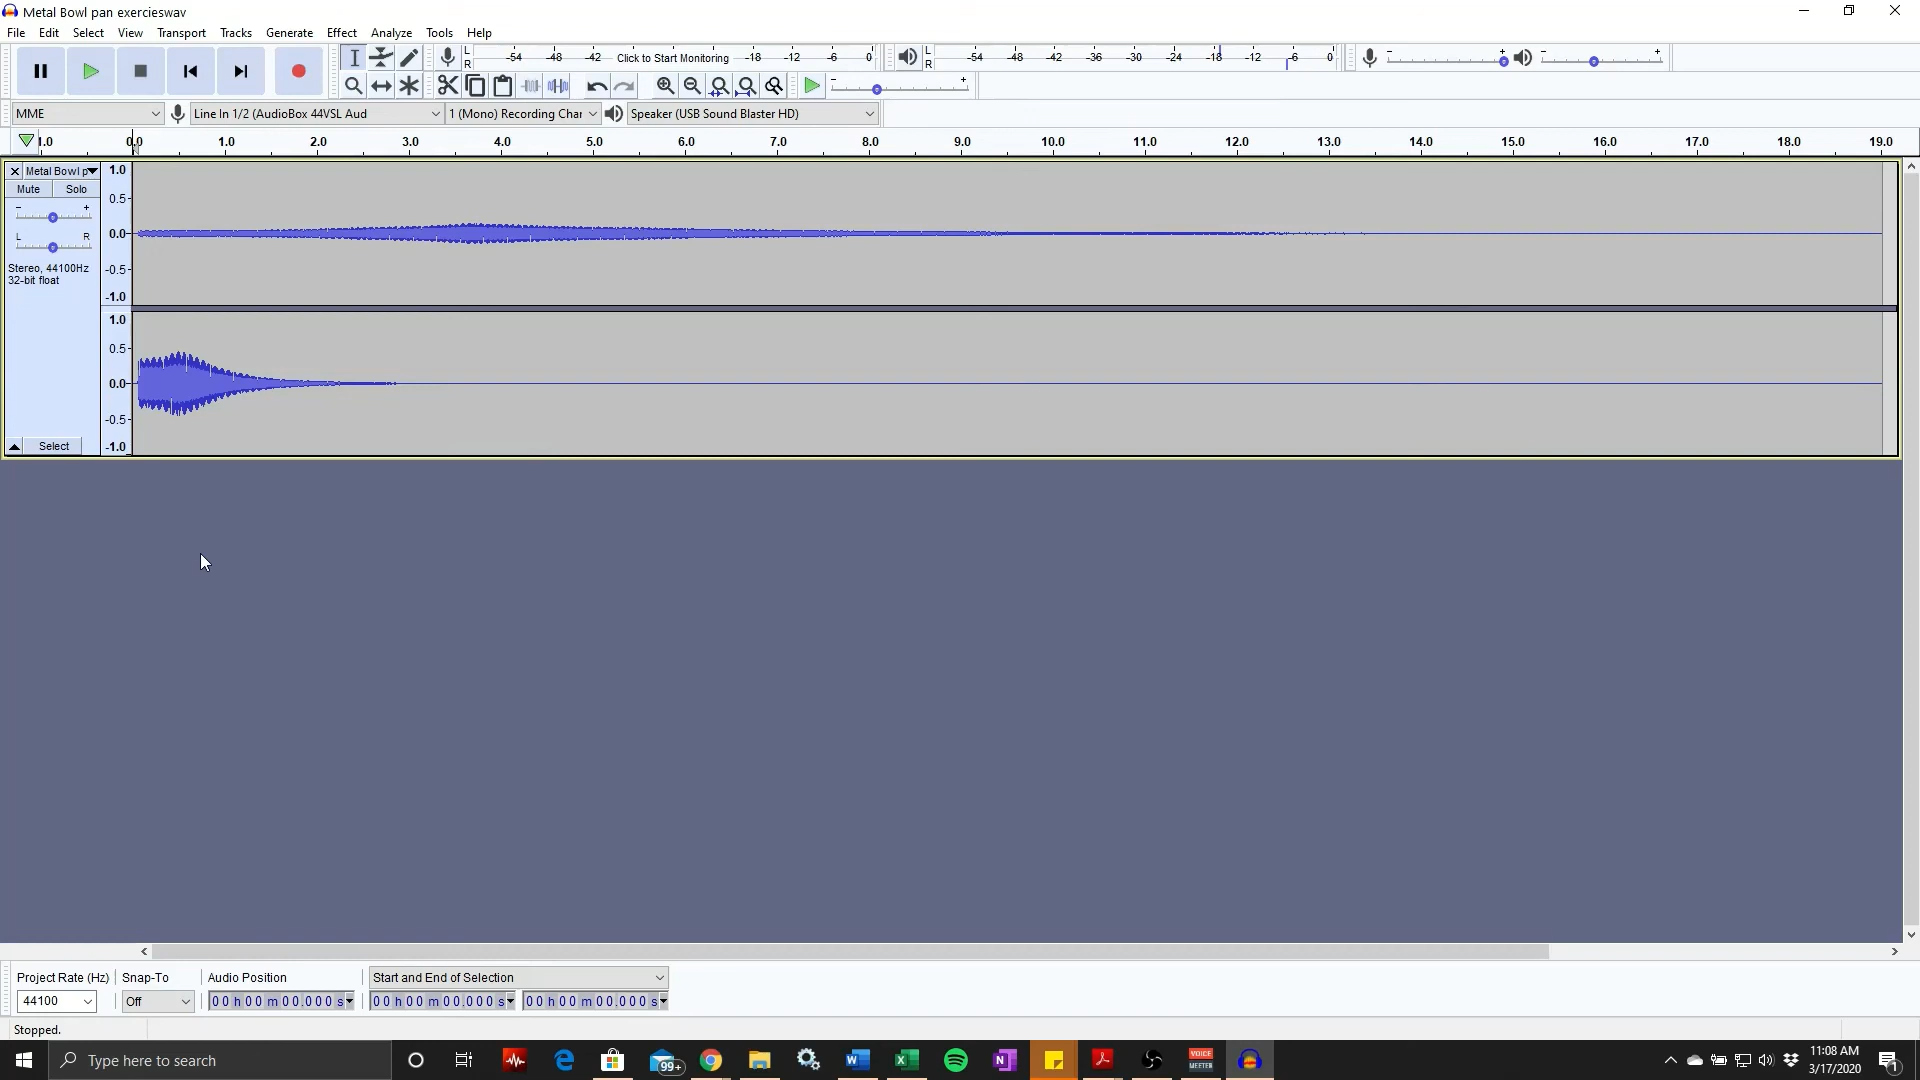 Metal Bowl pan exercieswav
File Edit Select View Transport Tracks Generate Effect Analyze Tools Help
L R -54 -48 -42 Click to Start Monitoring -18 -12 -6 0 L R -54 -48 -42 -36 -30 -24 -18 -12 -6 0 - + - +
- +
MME Line In 1/2 (AudioBox 44VSL Aud 1 (Mono) Recording Char Speaker (USB Sound Blaster HD)
1.0 0.0 1.0 2.0 3.0 4.0 5.0 6.0 7.0 8.0 9.0 10.0 11.0 12.0 13.0 14.0 15.0 16.0 17.0 18.0 19.0
Metal Bowl p 1.0
Mute Solo
0.5
- +
0.0
L R
Stereo, 44100Hz -0.5
32-bit float
-1.0
1.0
0.5
0.0
-0.5
Select -1.0
Project Rate (Hz) Snap-To Audio Position Start and End of Selection
44100 Off 00 h 00 m 00.000 s 00 h 00 m 00.000 s 00 h 00 m 00.000 s
Stopped.
Type here to search 99+ W X N VOICE MEETER 11:08 AM
3/17/2020 1